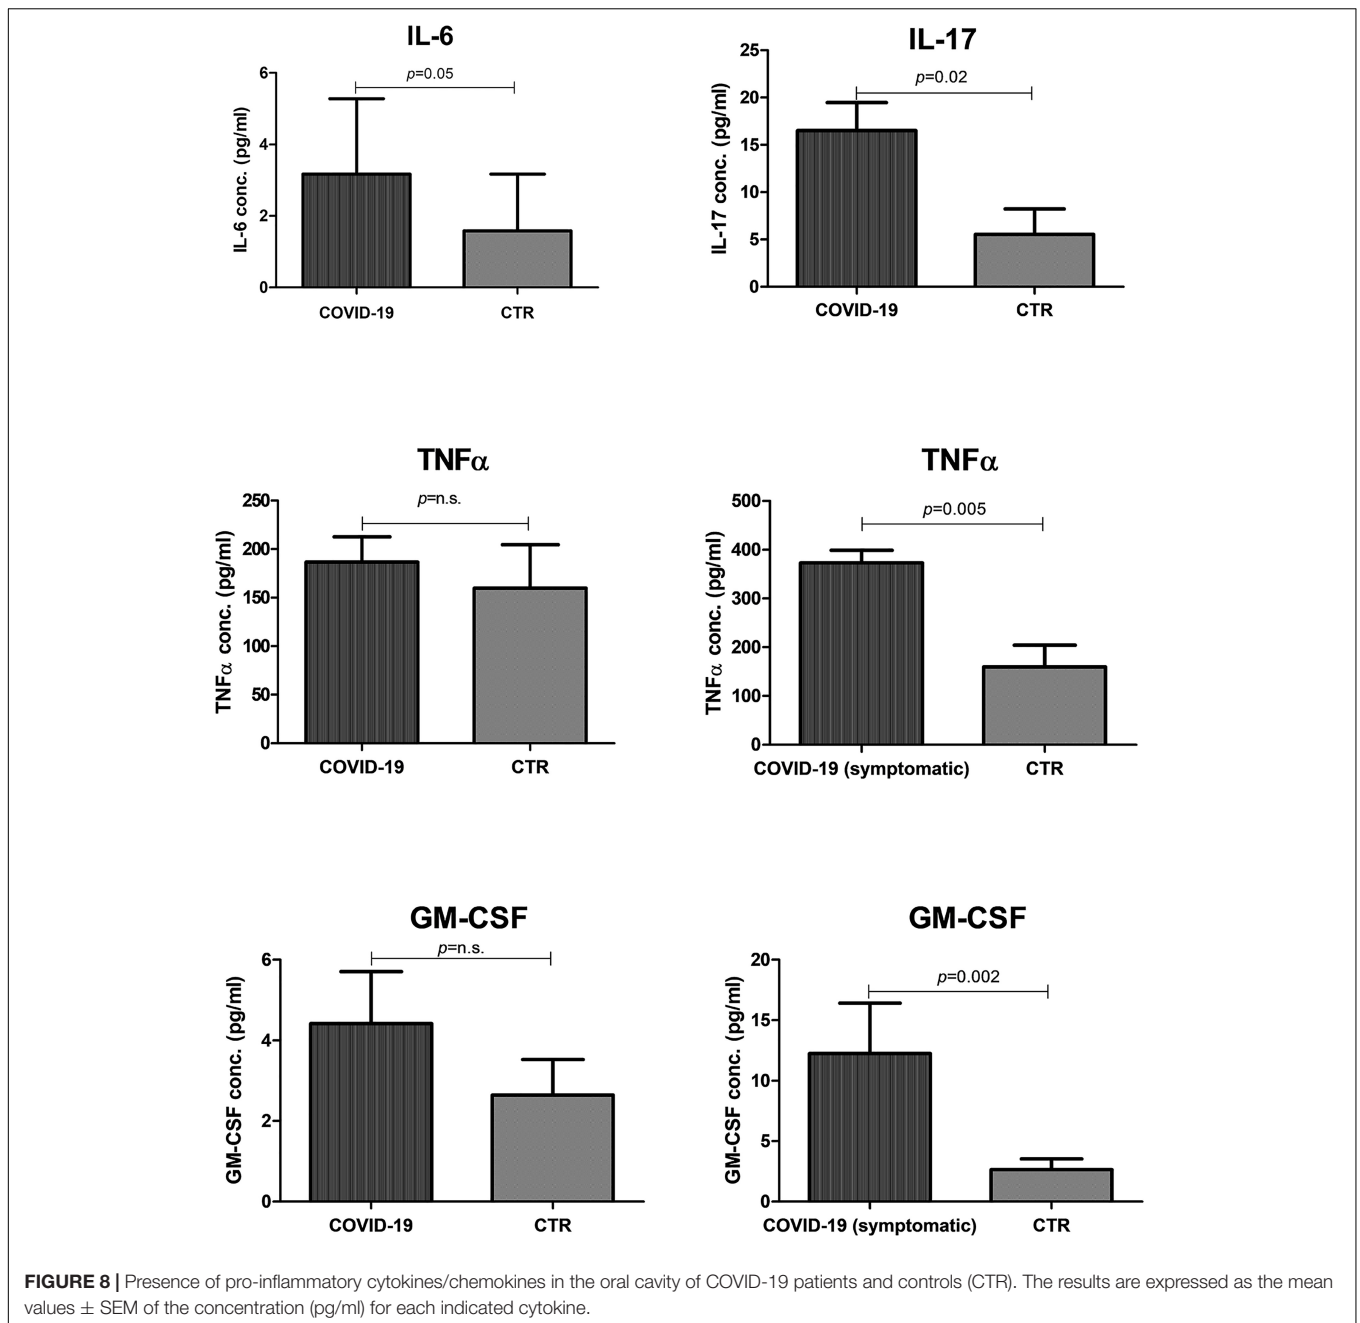 IL-6
p=0.05
IL-6 conc. (pg/ml)
6
4
2
0
COVID-19 CTR
IL-17
p=0.02
IL-17 conc. (pg/ml)
25
20
15
10
5
0
COVID-19 CTR
TNFα
p=n.s.
TNFα conc. (pg/ml)
250
200
150
100
50
0
COVID-19 CTR
TNFα
p=0.005
TNFα conc. (pg/ml)
500
400
300
200
100
0
COVID-19 (symptomatic) CTR
GM-CSF
p=n.s.
GM-CSF conc. (pg/ml)
6
4
2
0
COVID-19 CTR
GM-CSF
p=0.002
GM-CSF conc. (pg/ml)
20
15
10
5
0
COVID-19 (symptomatic) CTR
FIGURE 8 | Presence of pro-inflammatory cytokines/chemokines in the oral cavity of COVID-19 patients and controls (CTR). The results are expressed as the mean
values ± SEM of the concentration (pg/ml) for each indicated cytokine.